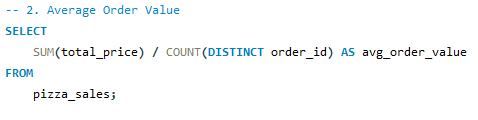 -- 2. Average Order Value
SELECT
SUM(total_price) / COUNT(DISTINCT order_id) AS avg_order_value
FROM
pizza_sales;